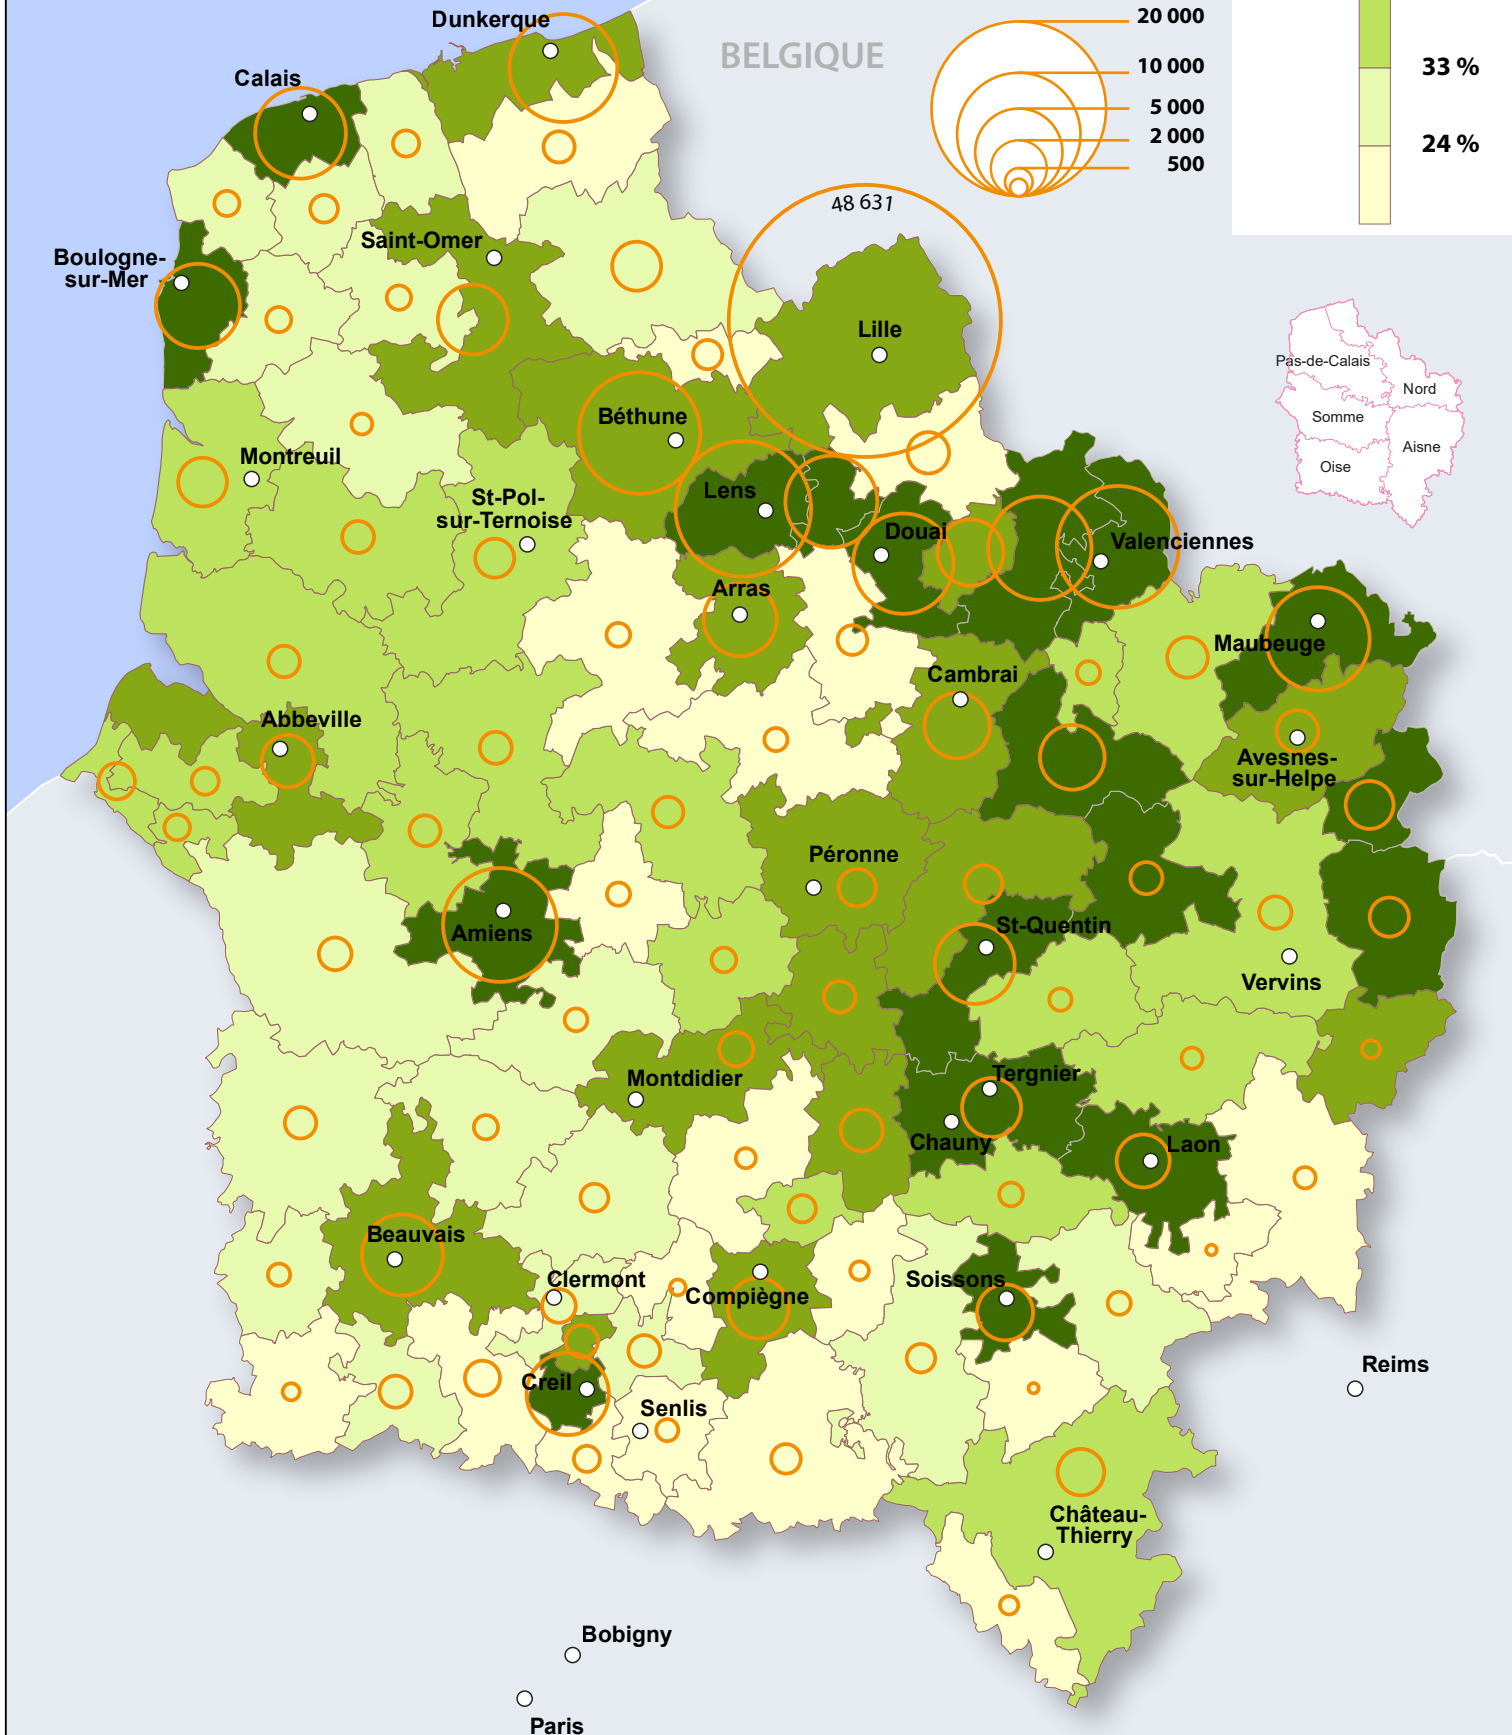 Dunkerque
20 000
BELGIQUE
10 000
33 %
Calais
5 000
2 000
24 %
500
48 631
Saint-Omer
Boulogne-
sur-Mer
Lille
Pas-de-Calais
Nord
Somme
Aisne
Oise
Béthune
Montreuil
Lens
St-Pol-
sur-Ternoise
Douai
Valenciennes
Arras
Maubeuge
Cambrai
Abbeville
Avesnes-
sur-Helpe
Péronne
St-Quentin
Amiens
Vervins
Montdidier
Tergnier
Chauny
Laon
Beauvais
Clermont
Soissons
Compiègne
Reims
Creil
Senlis
Château-
Thierry
Bobigny
Paris